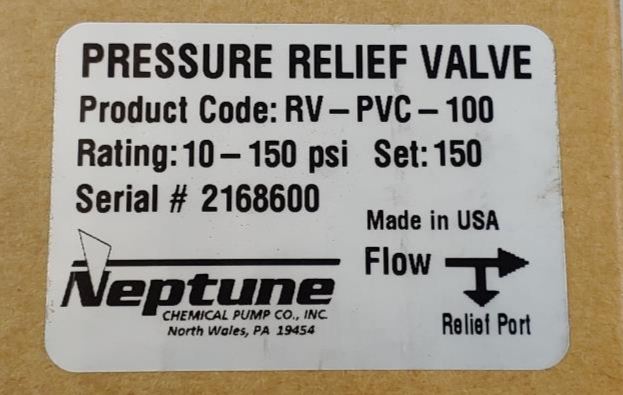 PRESSURE RELIEF VALVE
Product Code: RV-PVC-100
Rating: 10-150 psi Set: 150
Serial # 2168600
Made in USA
Flow
Relief Port
Neptune
CHEMICAL PUMP CO., INC.
North Wales, PA 19454